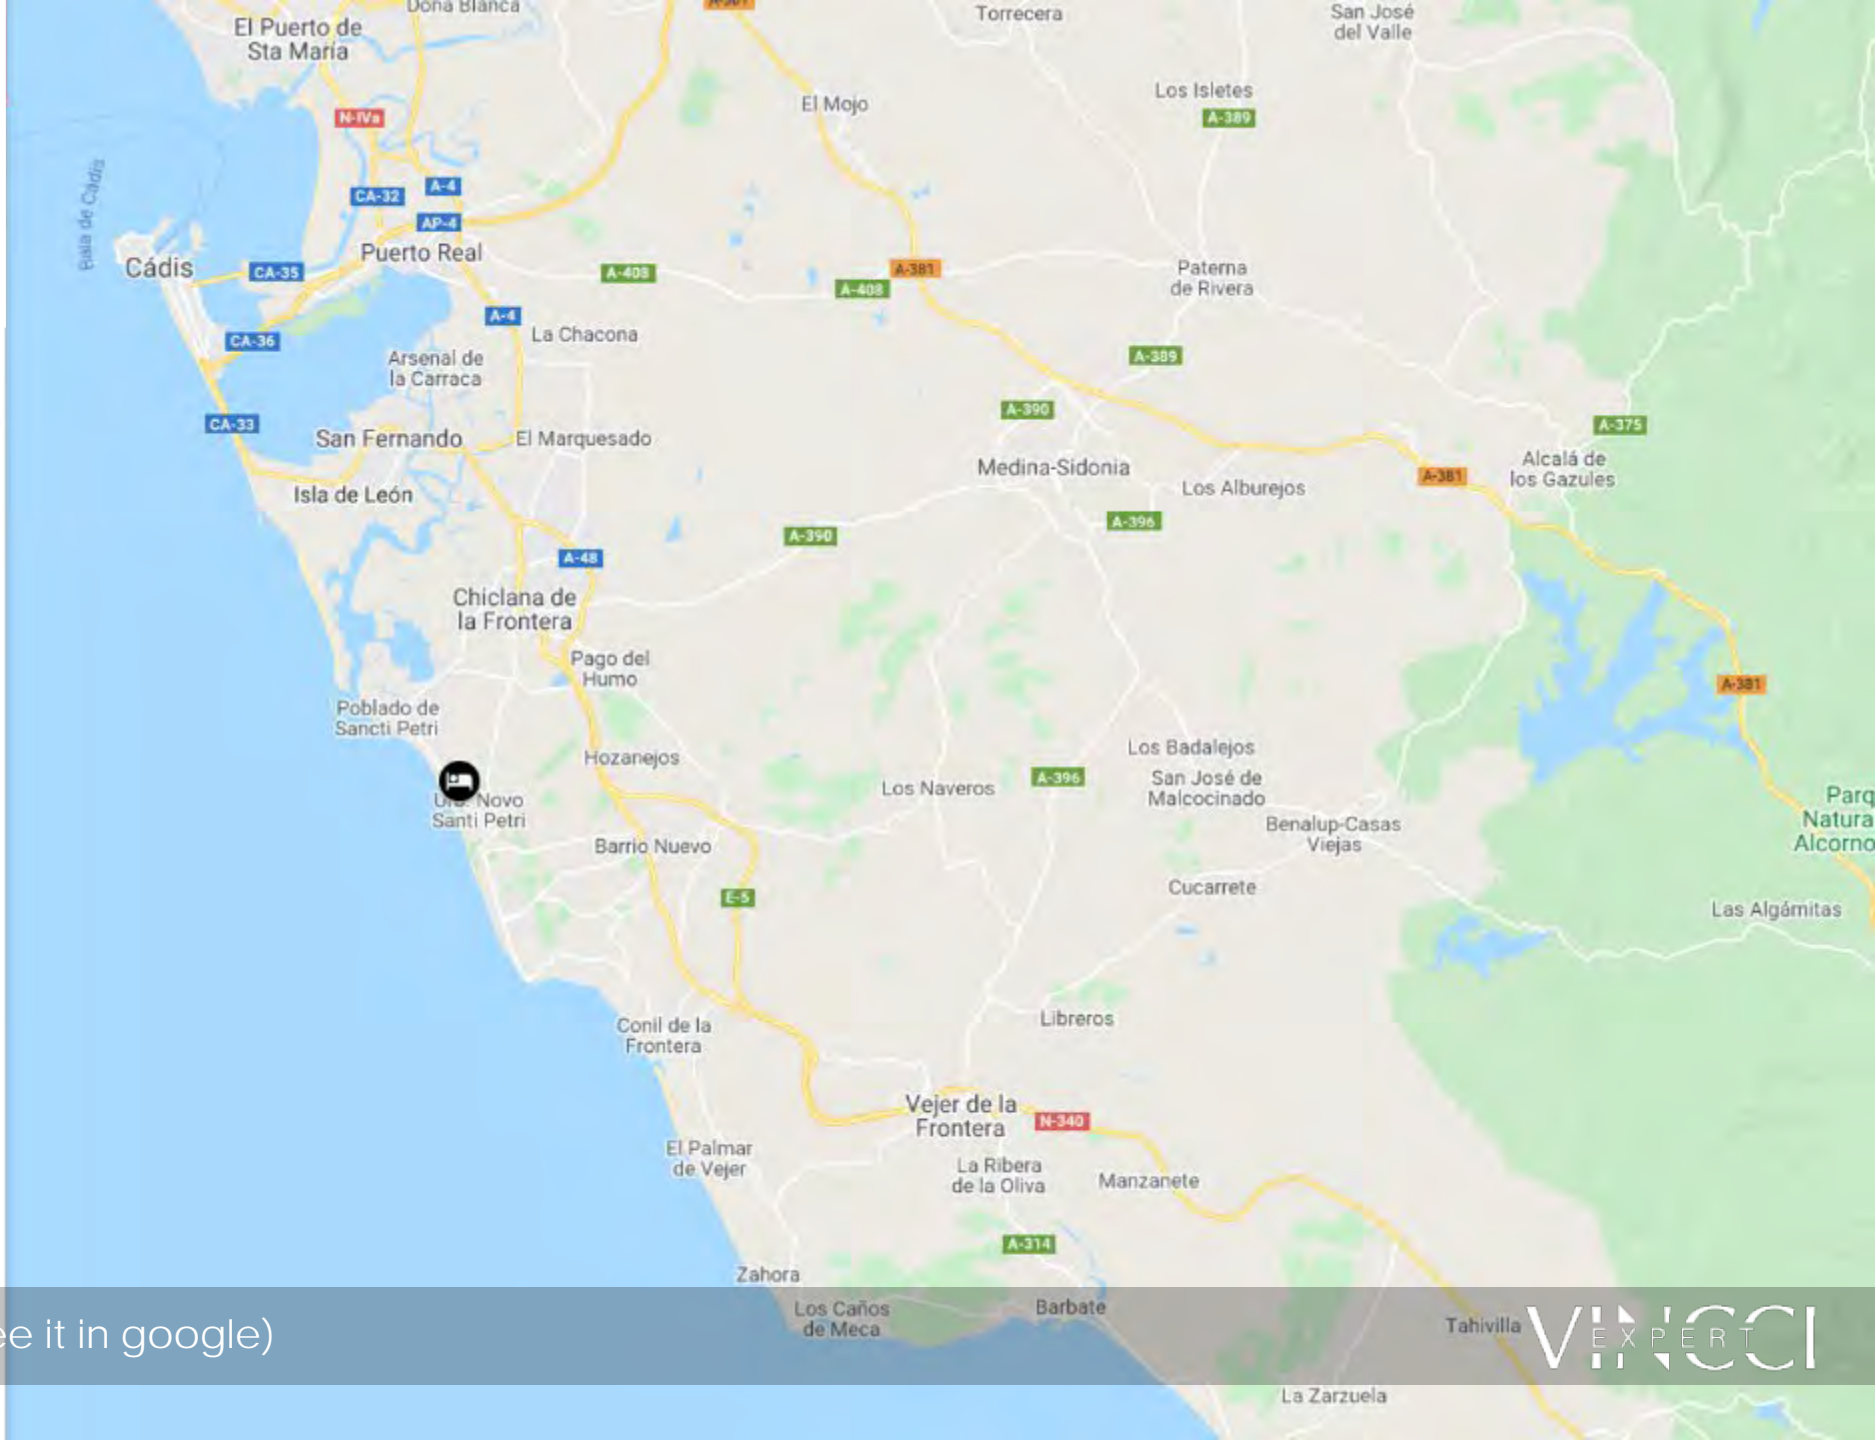 Doña Blanca
El Puerto de
Sta María
A-381
Torrecera
San José
del Valle
El Mojo
Los Isletes
A-389
N-IVa
Baía de Cádis
CA-32
A-4
AP-4
Puerto Real
Cádis
CA-35
A-408
A-408
A-381
Paterna
de Rivera
A-4
La Chacona
CA-36
Arsenal de
la Carraca
A-389
A-390
CA-33
San Fernando
El Marquesado
A-375
Medina-Sidonia
Los Alburejos
A-381
Alcalá de
los Gazules
Isla de León
A-396
A-390
A-48
Chiclana de
la Frontera
Pago del
Humo
A-381
Poblado de
Sancti Petri
Hozanejos
Los Badalejos
A-396
Los Naveros
San José de
Malcocinado
Novo
Santi Petri
Parq
Natura
Alcorno
Benalup-Casas
Viejas
Barrio Nuevo
Cucarrete
E-5
Las Algámitas
Libreros
Conil de la
Frontera
Vejer de la
Frontera
N-340
El Palmar
de Vejer
La Ribera
de la Oliva
Manzanete
A-314
Zahora
Los Caños
de Meca
Barbate
Tahivilla
ee it in google)
VINCCI
EXPERT
La Zarzuela